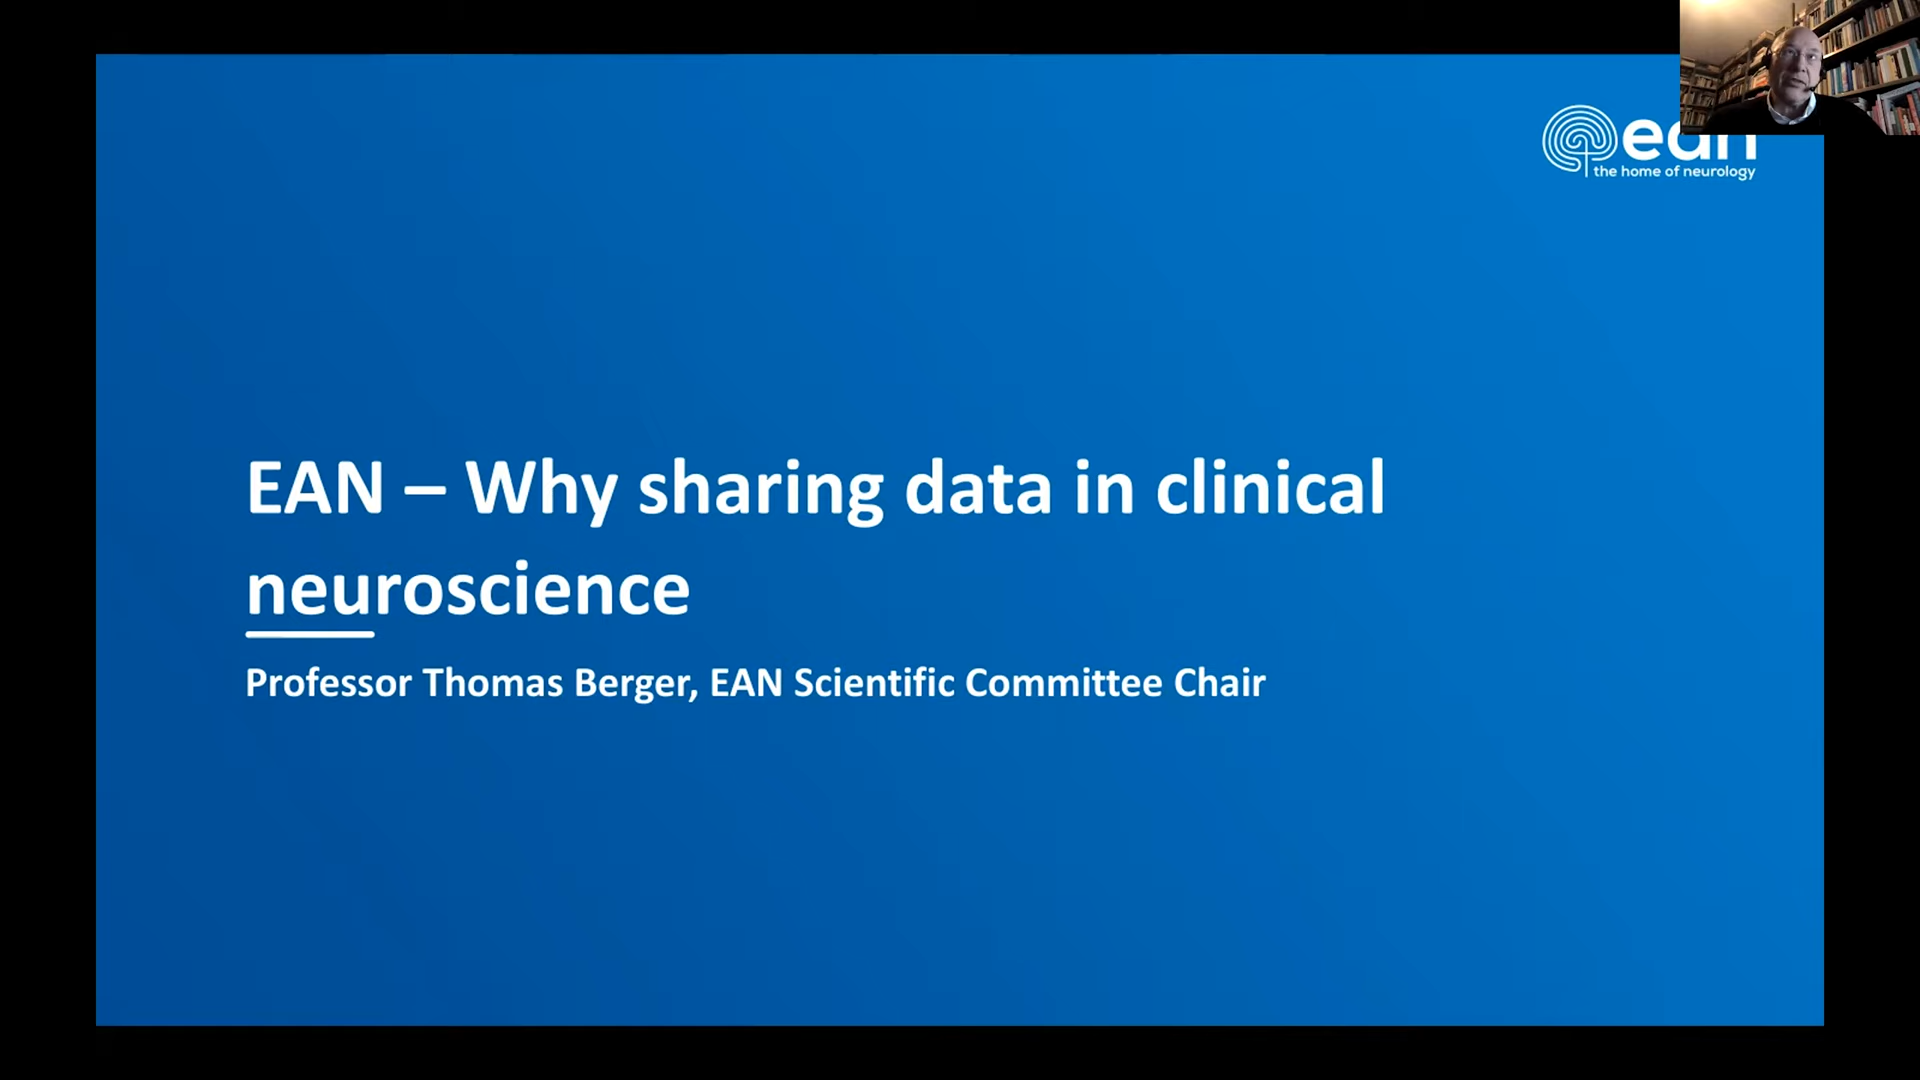 ean
the home of neurology
EAN – Why sharing data in clinical
neuroscience
Professor Thomas Berger, EAN Scientific Committee Chair